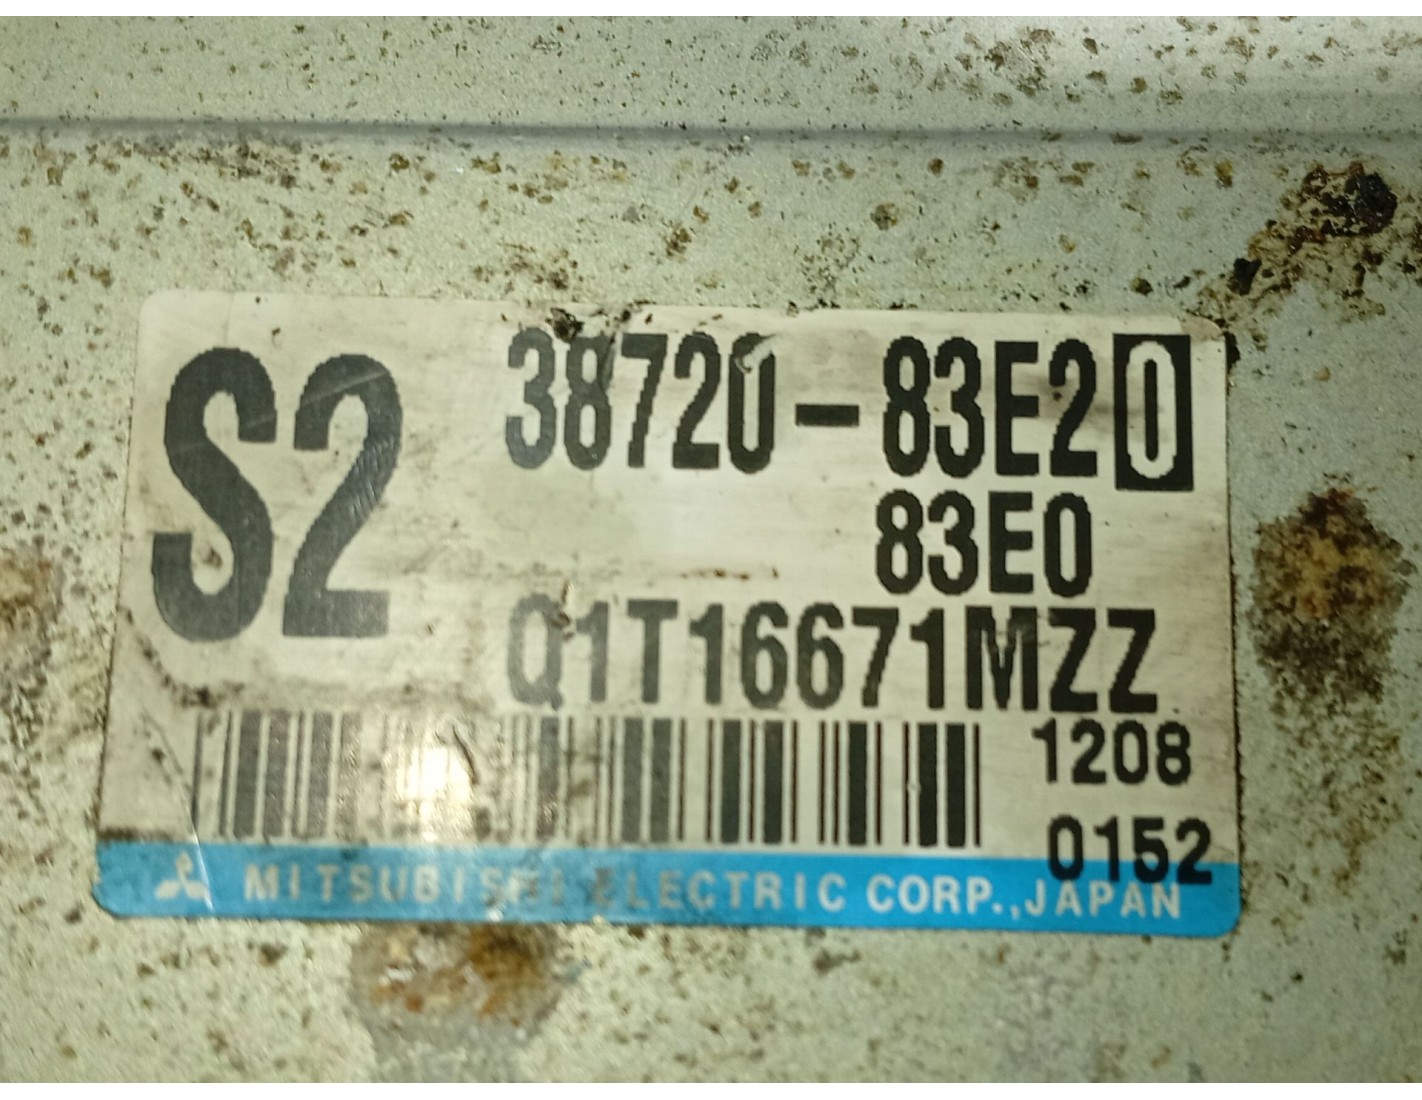 S2
38720-83E20
83E0
Q1T16671MZZ
1208
0152
MITSUBISHI ELECTRIC CORP.,JAPAN